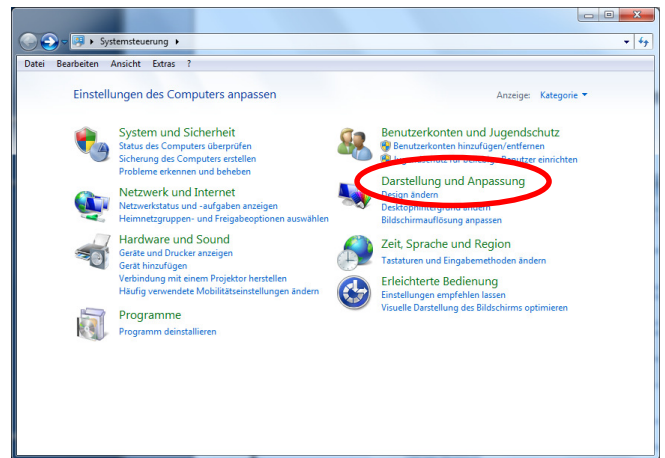 Systemsteuerung
Datei Bearbeiten Ansicht Extras ?
Einstellungen des Computers anpassen
Anzeige: Kategorie
System und Sicherheit
Status des Computers überprüfen
Sicherung des Computers erstellen
Probleme erkennen und beheben
Netzwerk und Internet
Netzwerkstatus und -aufgaben anzeigen
Heimnetzgruppen- und Freigabeoptionen auswählen
Hardware und Sound
Geräte und Drucker anzeigen
Gerät hinzufügen
Verbindung mit einem Projektor herstellen
Häufig verwendete Mobilitätseinstellungen ändern
Programme
Programm deinstallieren
Benutzerkonten und Jugendschutz
Benutzerkonten hinzufügen/entfernen
Jugendschutz für beliebige Benutzer einrichten
Darstellung und Anpassung
Design ändern
Desktophintergrund ändern
Bildschirmauflösung anpassen
Zeit, Sprache und Region
Tastaturen und Eingabemethoden ändern
Erleichterte Bedienung
Einstellungen empfehlen lassen
Visuelle Darstellung des Bildschirms optimieren